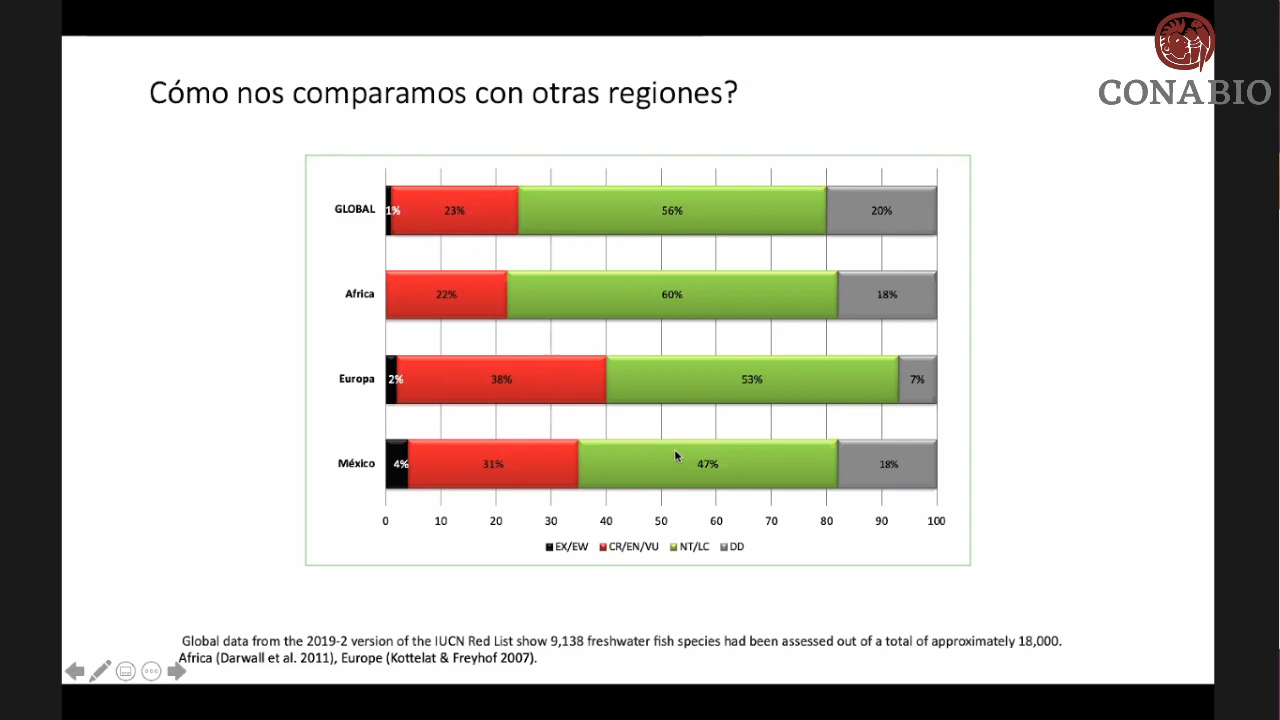 CONABIO
Cómo nos comparamos con otras regiones?
GLOBAL 1% 23% 56% 20%
Africa 22% 60% 18%
Europa 2% 38% 53% 7%
México 4% 31% 47% 18%
0 10 20 30 40 50 60 70 80 90 100
EX/EW CR/EN/VU NT/LC DD
Global data from the 2019-2 version of the IUCN Red List show 9,138 freshwater fish species had been assessed out of a total of approximately 18,000.
Africa (Darwall et al. 2011), Europe (Kottelat & Freyhof 2007).